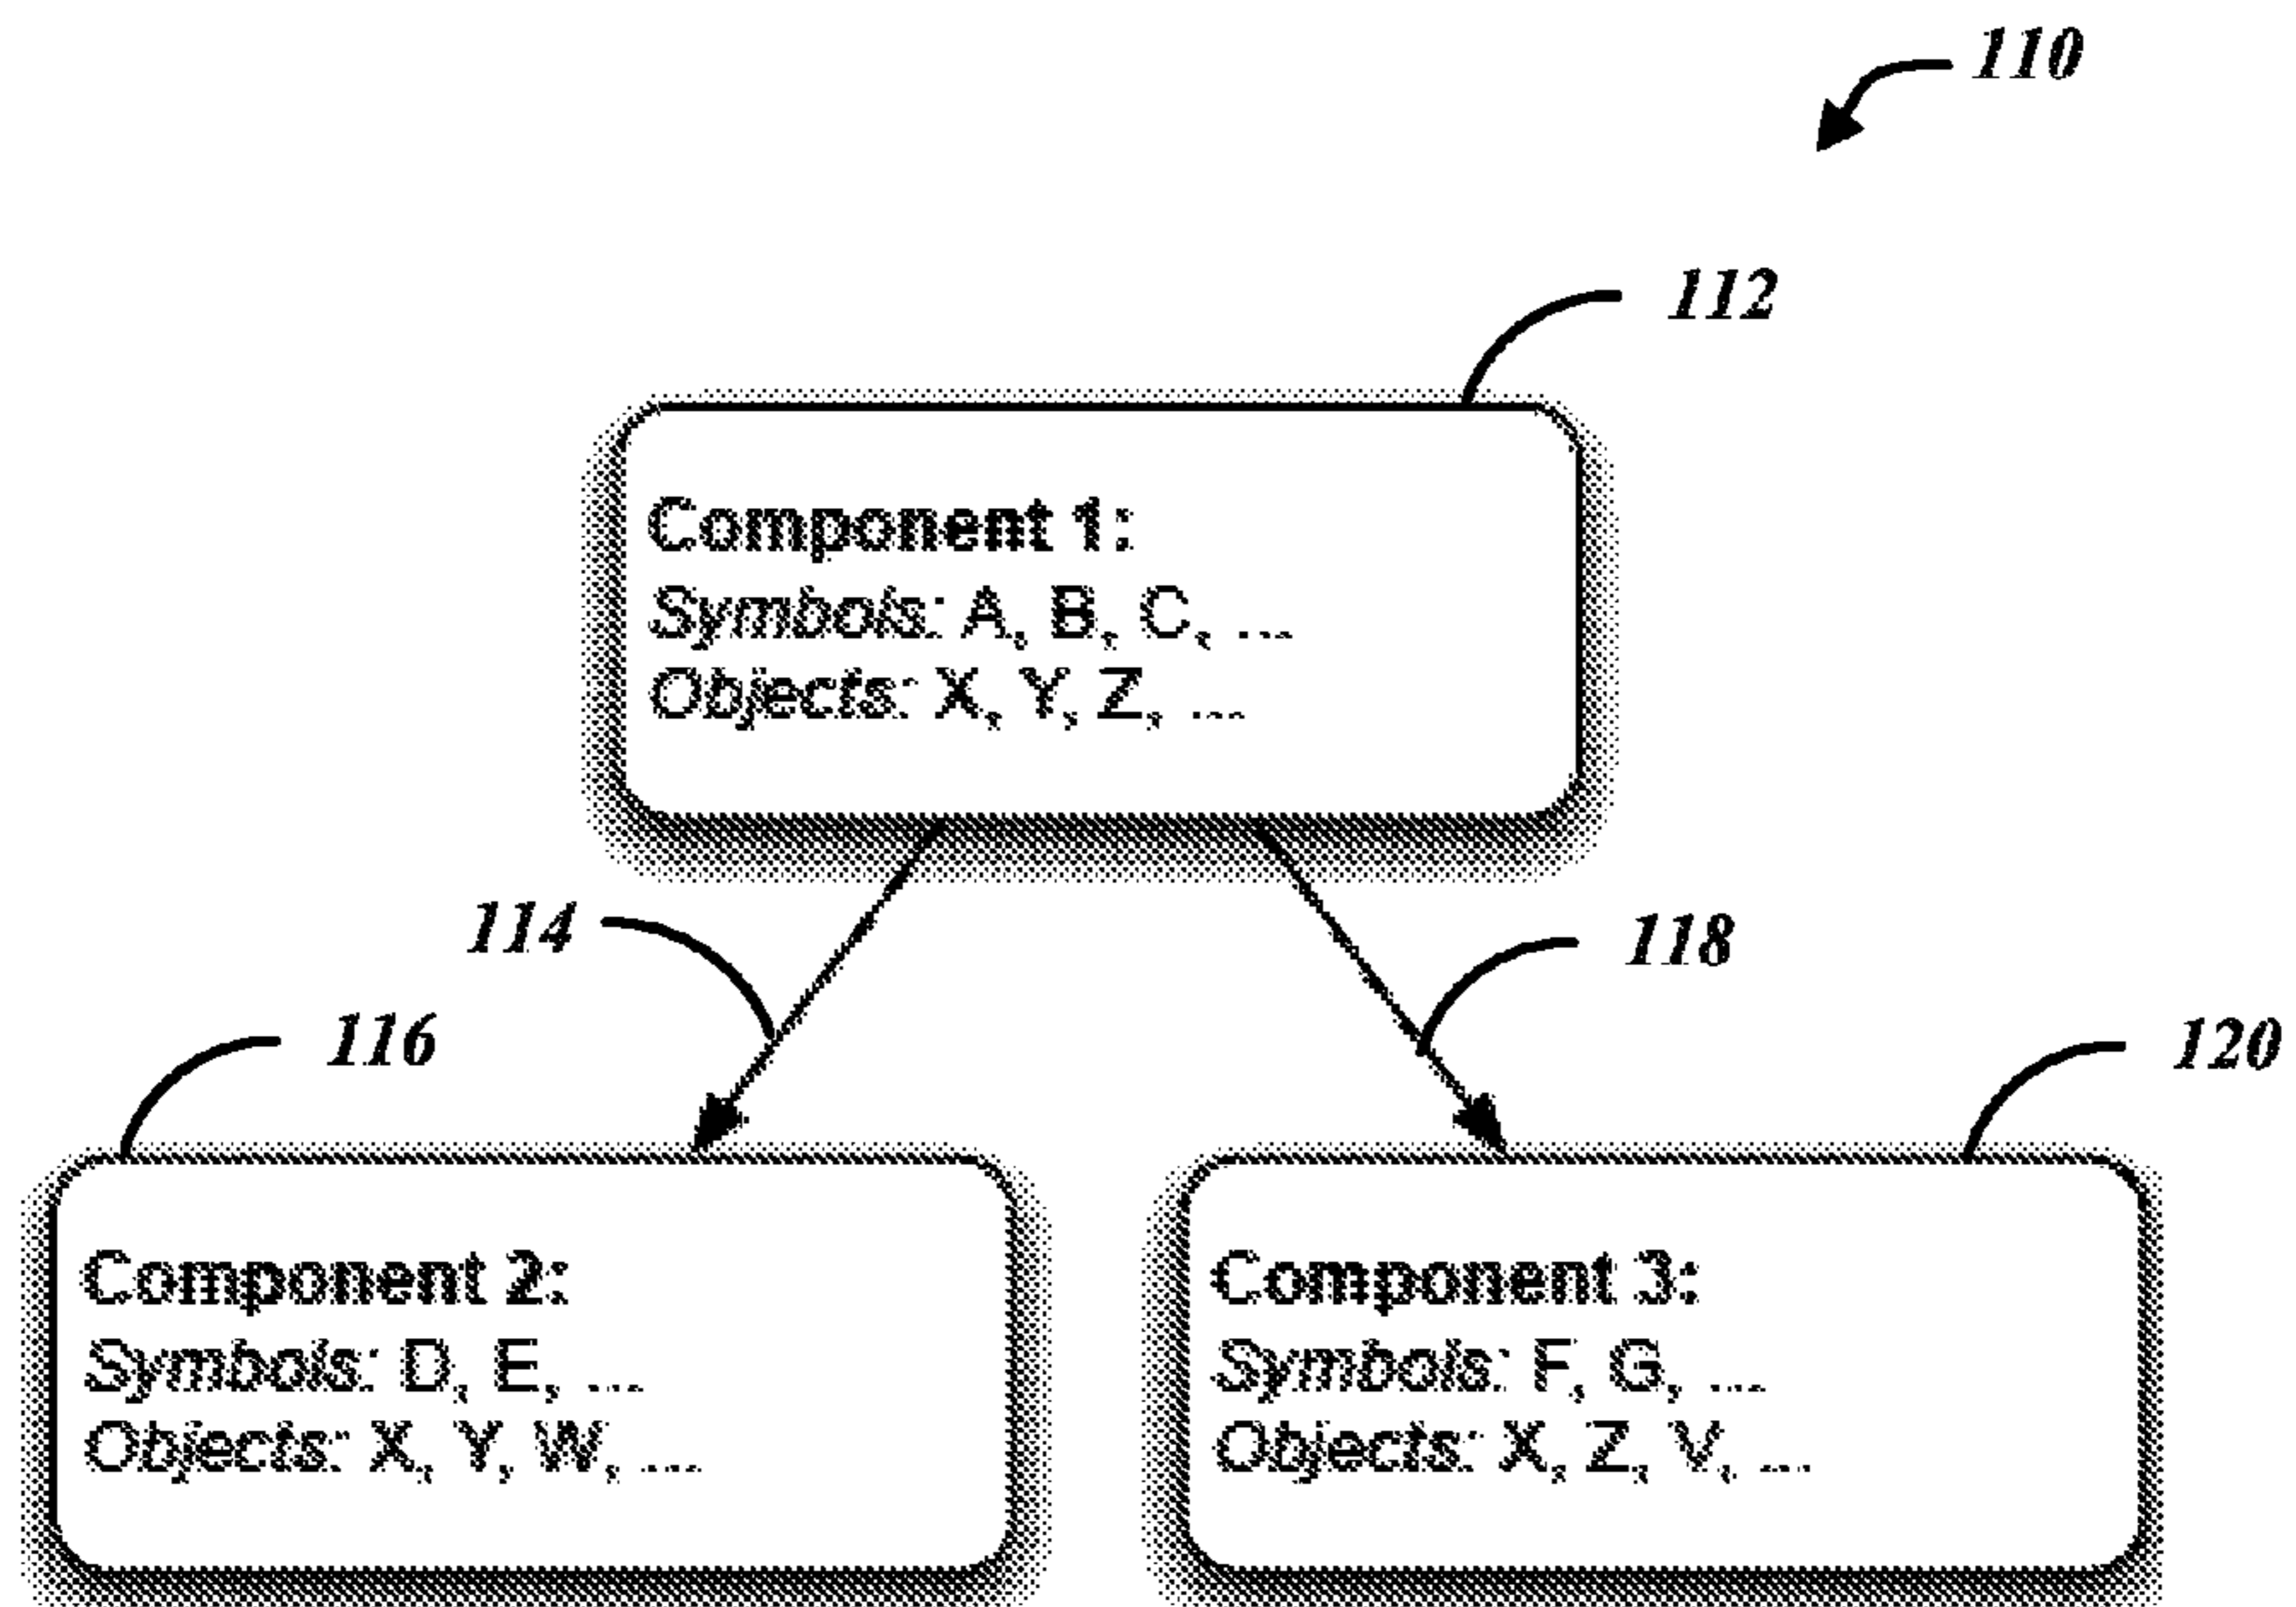 110
112
Component 1:
Symbols: A, B, C, ...
Objects: X, Y, Z, ...
114
118
116
120
Component 2:
Symbols: D, E, ...
Objects: X, Y, W, ...
Component 3:
Symbols: F, G, ...
Objects: X, Z, V, ...